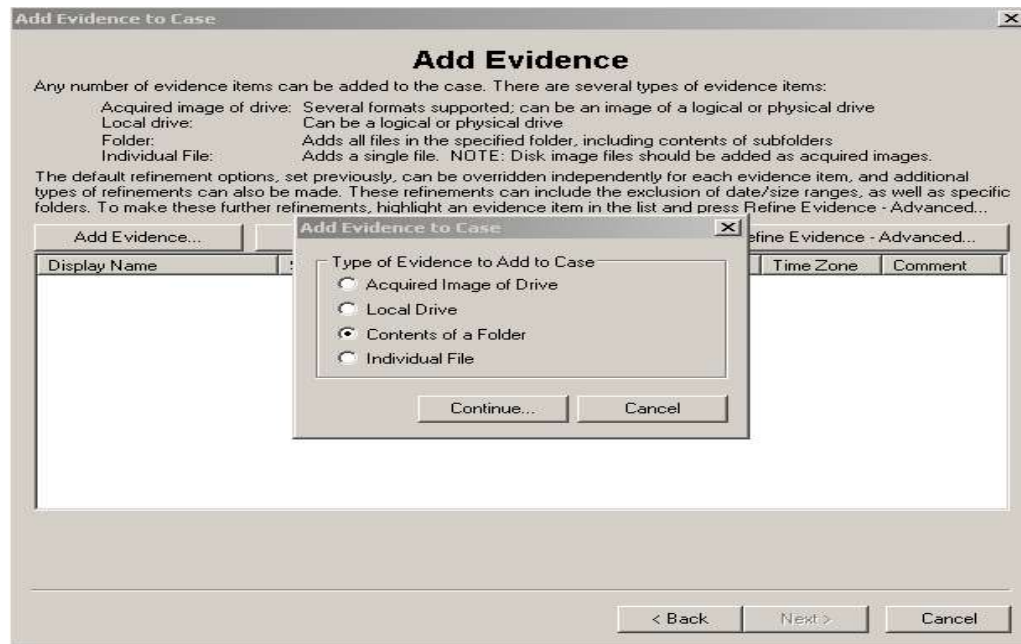 Add Evidence to Case
Add Evidence
Any number of evidence items can be added to the case. There are several types of evidence items:
Acquired image of drive: Several formats supported; can be an image of a logical or physical drive
Local drive: Can be a logical or physical drive
Folder: Adds all files in the specified folder, including contents of subfolders
Individual File: Adds a single file. NOTE: Disk image files should be added as acquired images.
The default refinement options, set previously, can be overridden independently for each evidence item, and additional
types of refinements can also be made. These refinements can include the exclusion of date/size ranges, as well as specific
folders. To make these further refinements, highlight an evidence item in the list and press Refine Evidence - Advanced...
Add Evidence... efine Evidence - Advanced...
Display Name Time Zone Comment
Add Evidence to Case
Type of Evidence to Add to Case
Acquired Image of Drive
Local Drive
Contents of a Folder
Individual File
Continue... Cancel
< Back Next > Cancel